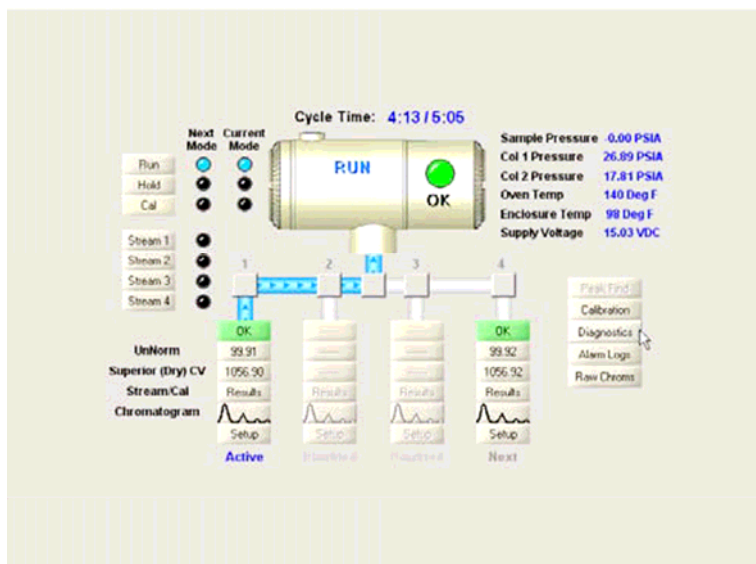 Cycle Time: 4:13 / 5:05
Next Mode
Current Mode
Run
Hold
Cal
Stream 1
Stream 2
Stream 3
Stream 4
RUN
OK
Sample Pressure -0.00 PSIA
Col 1 Pressure 26.89 PSIA
Col 2 Pressure 17.81 PSIA
Oven Temp 140 Deg F
Enclosure Temp 98 Deg F
Supply Voltage 15.03 VDC
1 2 3 4
Peak Find
Calibration
Diagnostics
Alarm Logs
Raw Chroms
OK OK
UnNorm 99.91 99.92
Superior (Dry) CV 1056.90 1056.92
Stream/Cal Results Results Results Results
Chromatogram
Setup Setup Setup Setup
Active Next